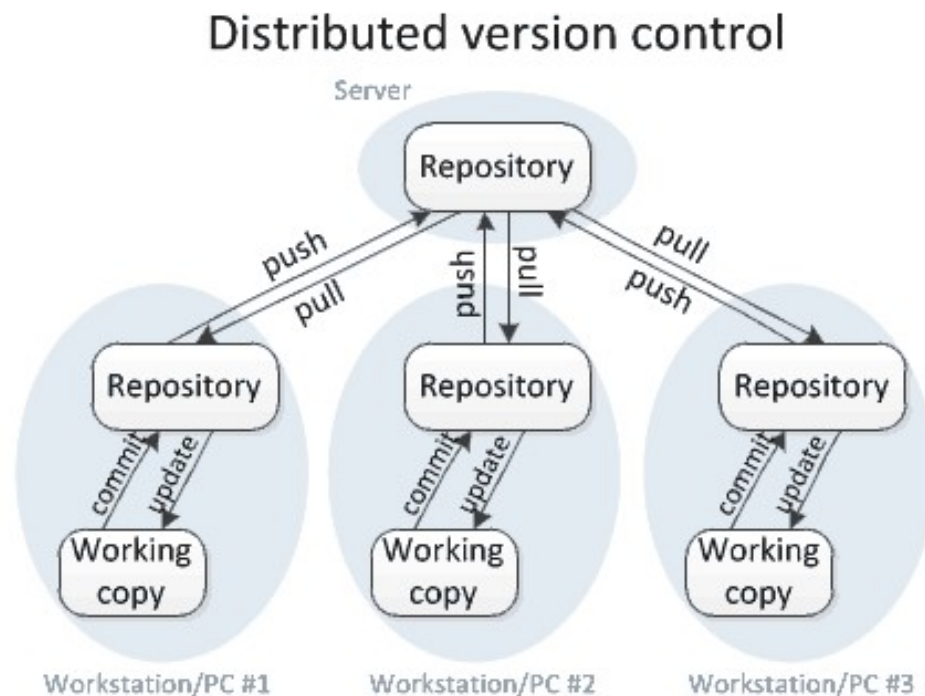 Distributed version control
Server
Repository
push
pull
push
pull
pull
push
Repository
Repository
Repository
commit
update
commit
update
commit
update
Working
copy
Working
copy
Working
copy
Workstation/PC #1
Workstation/PC #2
Workstation/PC #3